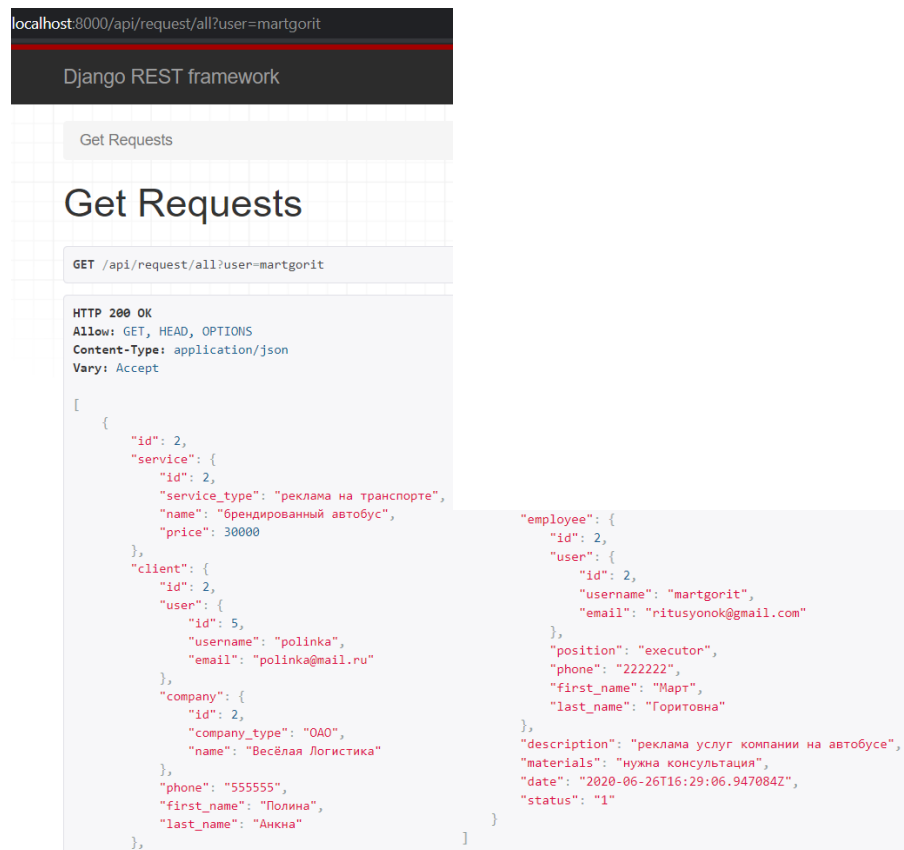 localhost:8000/api/request/all?user=martgorit
Django REST framework
Get Requests
Get Requests
GET /api/request/all?user=martgorit
HTTP 200 OK
Allow: GET, HEAD, OPTIONS
Content-Type: application/json
Vary: Accept
[
{
"id": 2,
"service": {
"id": 2,
"service_type": "реклама на транспорте",
"name": "брендированный автобус",
"price": 30000
},
"client": {
"id": 2,
"user": {
"id": 5,
"username": "polinka",
"email": "polinka@mail.ru"
},
"company": {
"id": 2,
"company_type": "ОАО",
"name": "Весёлая Логистика"
},
"phone": "555555",
"first_name": "Полина",
"last_name": "Анкна"
},
"employee": {
"id": 2,
"user": {
"id": 2,
"username": "martgorit",
"email": "ritusyonok@gmail.com"
},
"position": "executor",
"phone": "222222",
"first_name": "Март",
"last_name": "Горитовна"
},
"description": "реклама услуг компании на автобусе",
"materials": "нужна консультация",
"date": "2020-06-26T16:29:06.947084Z",
"status": "1"
}
]